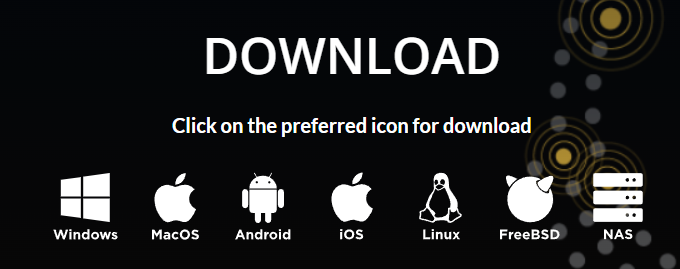 DOWNLOAD
Click on the preferred icon for download
Windows MacOS Android iOS Linux FreeBSD NAS